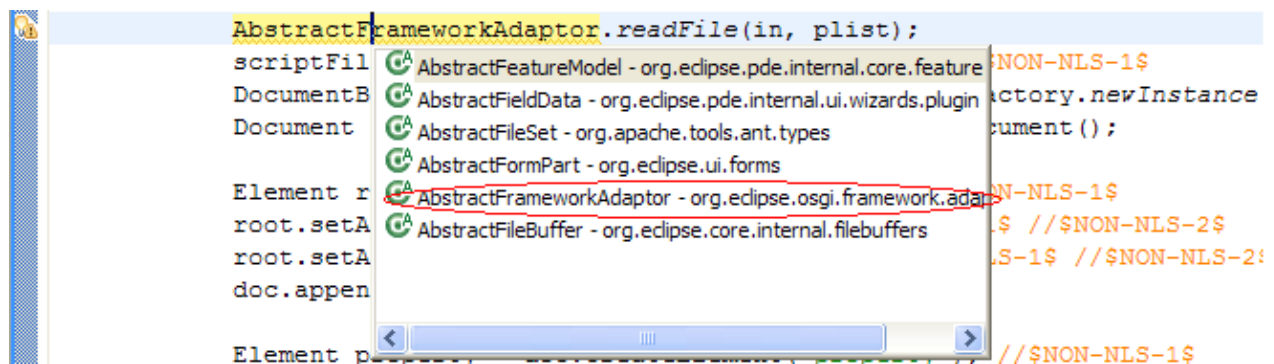 AbstractFrameworkAdaptor.readFile(in, plist);
scriptFil $NON-NLS-1$
DocumentB actory.newInstance
Document cument();
Element r ON-NLS-1$
root.setA 1$ //$NON-NLS-2$
root.setA LS-1$ //$NON-NLS-2$
doc.appen
Element //$NON-NLS-1$
AbstractFeatureModel - org.eclipse.pde.internal.core.feature
AbstractFieldData - org.eclipse.pde.internal.ui.wizards.plugin
AbstractFileSet - org.apache.tools.ant.types
AbstractFormPart - org.eclipse.ui.forms
AbstractFrameworkAdaptor - org.eclipse.osgi.framework.adap
AbstractFileBuffer - org.eclipse.core.internal.filebuffers